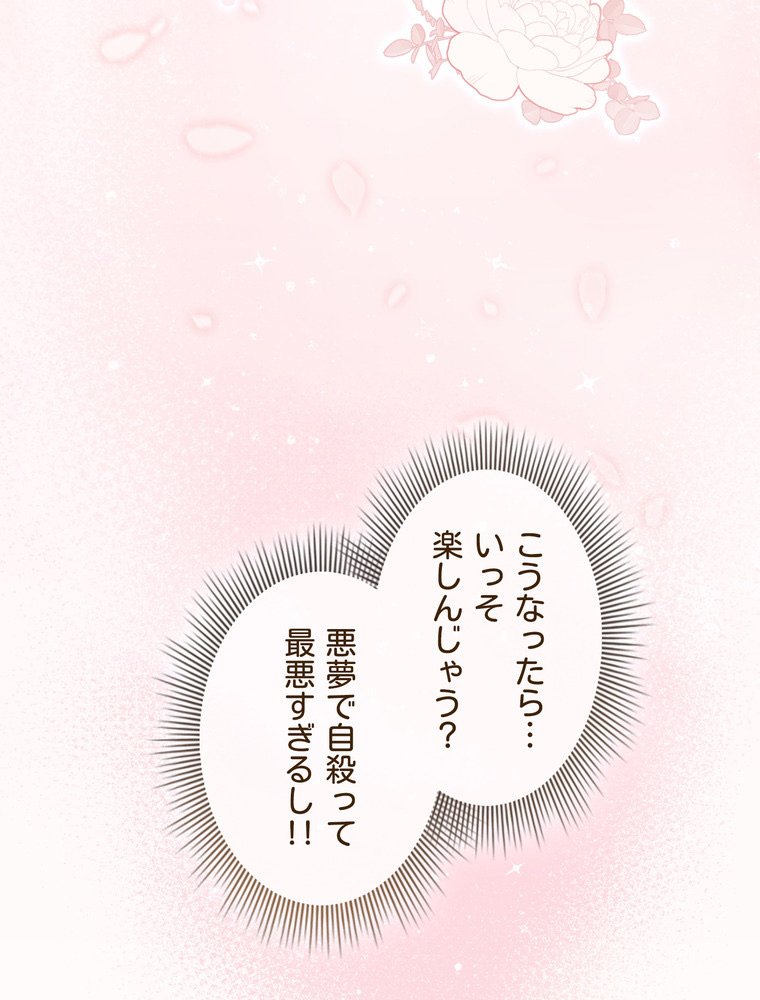 こうなったら…
いっそ
楽しんじゃう？
悪夢で自殺って
最悪すぎるし！！